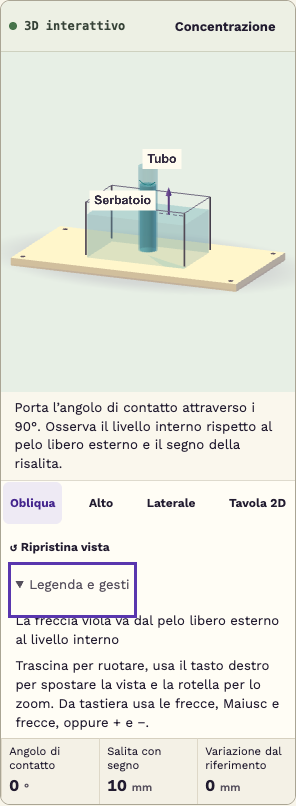 3D interattivo
Concentrazione
Tubo
Serbatoio
Porta l’angolo di contatto attraverso i
90°. Osserva il livello interno rispetto al
pelo libero esterno e il segno della
risalita.
Obliqua
Alto
Laterale
Tavola 2D
↺ Ripristina vista
▼ Legenda e gesti
La freccia viola va dal pelo libero esterno
al livello interno
Trascina per ruotare, usa il tasto destro
per spostare la vista e la rotella per lo
zoom. Da tastiera usa le frecce, Maiusc e
frecce, oppure + e −.
Angolo di
contatto
0 °
Salita con
segno
10 mm
Variazione dal
riferimento
0 mm